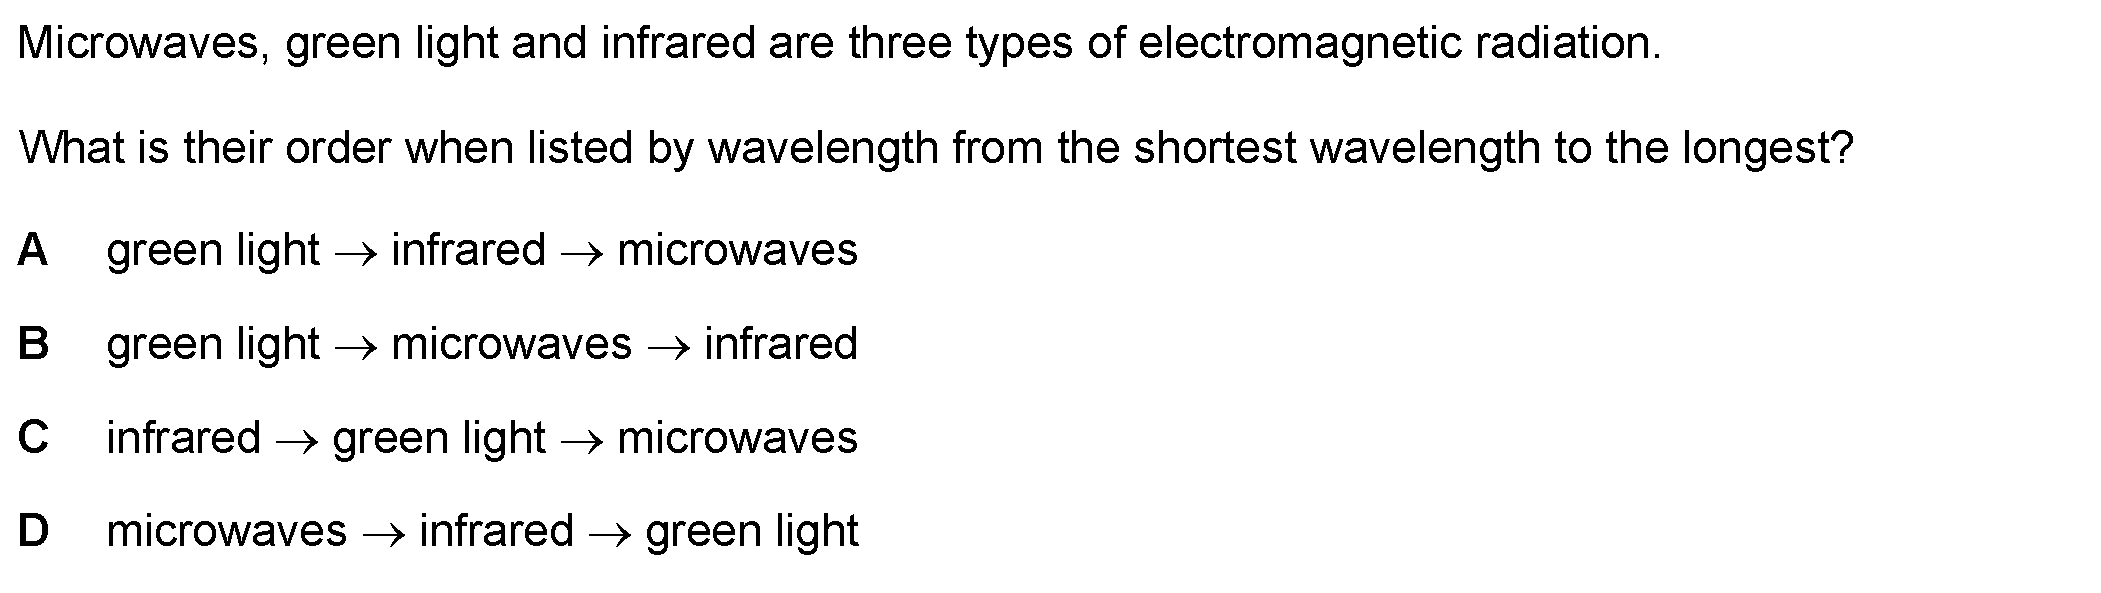 Microwaves, green light and infrared are three types of electromagnetic radiation.
What is their order when listed by wavelength from the shortest wavelength to the longest?
A green light → infrared → microwaves
B green light → microwaves → infrared
C infrared → green light → microwaves
D microwaves → infrared → green light